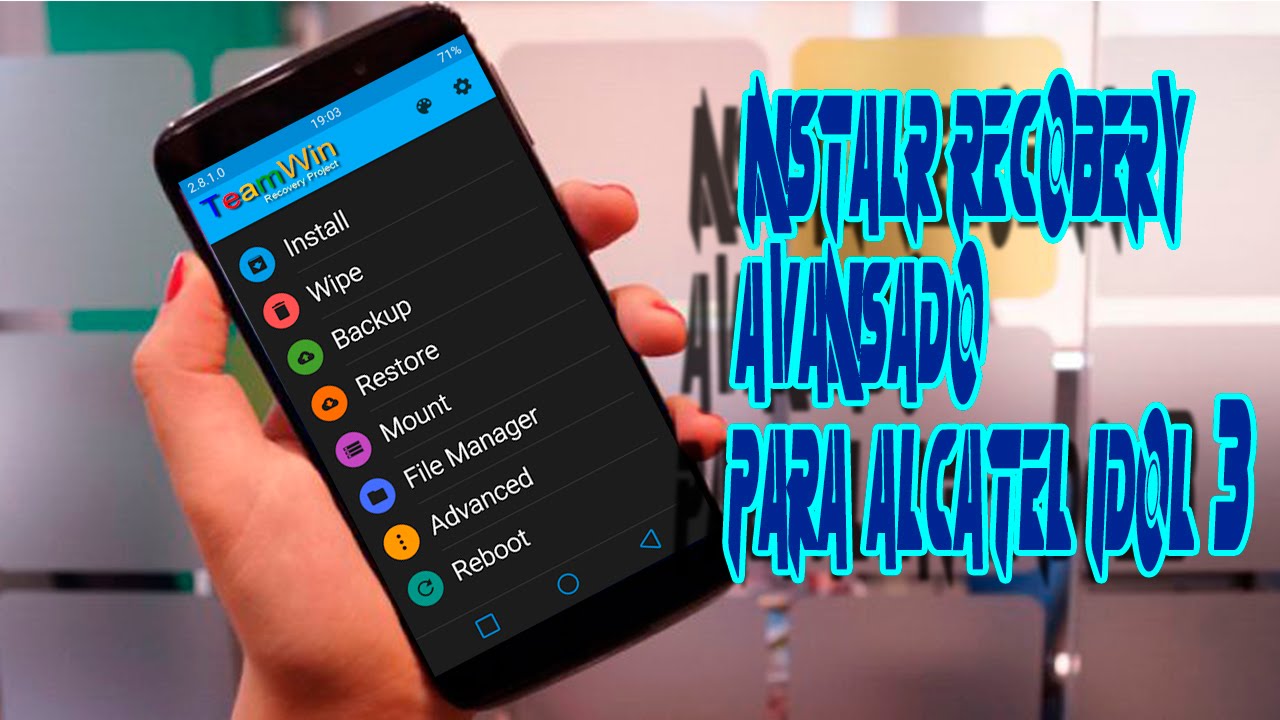 71%
19:03
2.8.1.0
TeamWin
Recovery Project
Install
Wipe
Backup
Restore
Mount
File Manager
Advanced
Reboot
INSTALR RECOBERY
AVANSADO
PARA ALCATEL IDOL 3